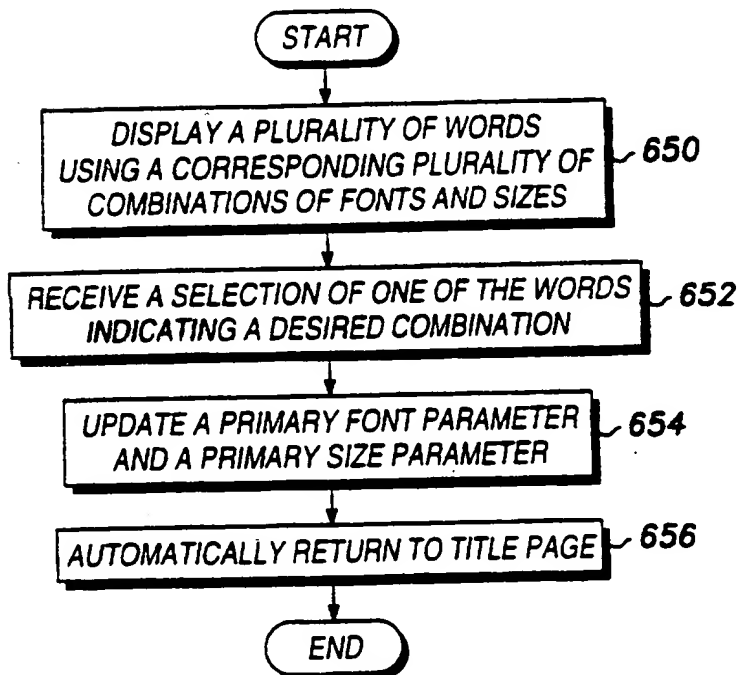 START
DISPLAY A PLURALITY OF WORDS
USING A CORRESPONDING PLURALITY OF
COMBINATIONS OF FONTS AND SIZES
650
RECEIVE A SELECTION OF ONE OF THE WORDS
INDICATING A DESIRED COMBINATION
652
UPDATE A PRIMARY FONT PARAMETER
AND A PRIMARY SIZE PARAMETER
654
AUTOMATICALLY RETURN TO TITLE PAGE
656
END